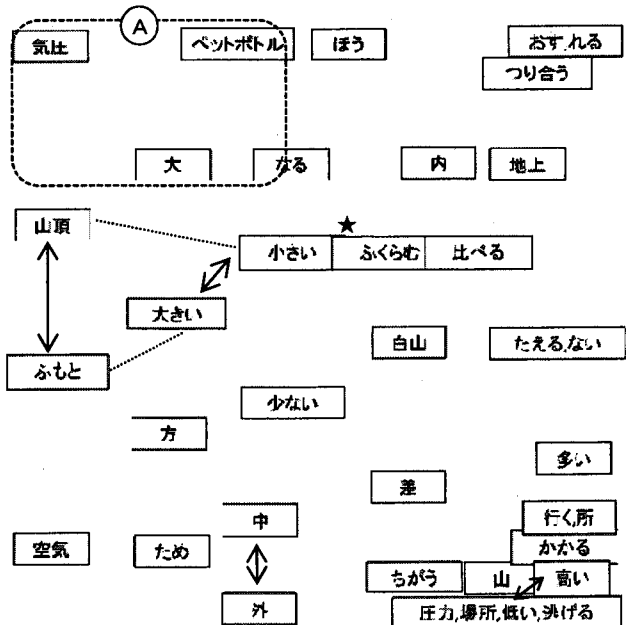 A
気圧
ペットボトル
ほう
おす,れる
つり合う
大
なる
内
地上
山頂
★
小さい
ふくらむ
比べる
大きい
白山
たえる,ない
ふもと
少ない
方
多い
差
中
行く,所
空気
ため
かかる
ちがう
山
高い
外
圧力,場所,低い,逃げる